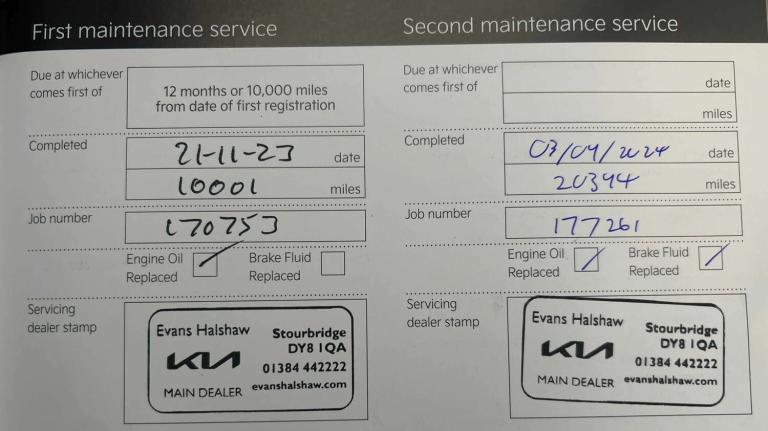 First maintenance service
Due at whichever
comes first of
12 months or 10,000 miles
from date of first registration
Completed
21-11-23 date
10001 miles
Job number
170753
Engine Oil
Replaced
Brake Fluid
Replaced
Servicing
dealer stamp
Evans Halshaw
KIA
MAIN DEALER
Stourbridge
DY8 1QA
01384 442222
evanshalshaw.com
Second maintenance service
Due at whichever
comes first of
date
miles
Completed
03/04/2024 date
20394 miles
Job number
177261
Engine Oil
Replaced
Brake Fluid
Replaced
Servicing
dealer stamp
Evans Halshaw
KIA
MAIN DEALER
Stourbridge
DY8 1QA
01384 442222
evanshalshaw.com